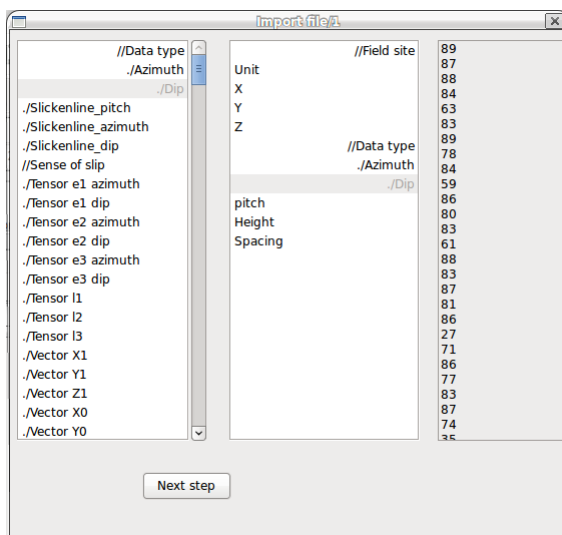 Import file/1
//Data type
./Azimuth
./Dip
./Slickenline_pitch
./Slickenline_azimuth
./Slickenline_dip
//Sense of slip
./Tensor e1 azimuth
./Tensor e1 dip
./Tensor e2 azimuth
./Tensor e2 dip
./Tensor e3 azimuth
./Tensor e3 dip
./Tensor l1
./Tensor l2
./Tensor l3
./Vector X1
./Vector Y1
./Vector Z1
./Vector X0
./Vector Y0
//Field site
Unit
X
Y
Z
//Data type
./Azimuth
./Dip
pitch
Height
Spacing
89
87
88
84
63
83
89
78
84
59
86
80
83
61
88
83
87
81
86
27
71
86
77
83
87
74
35
Next step